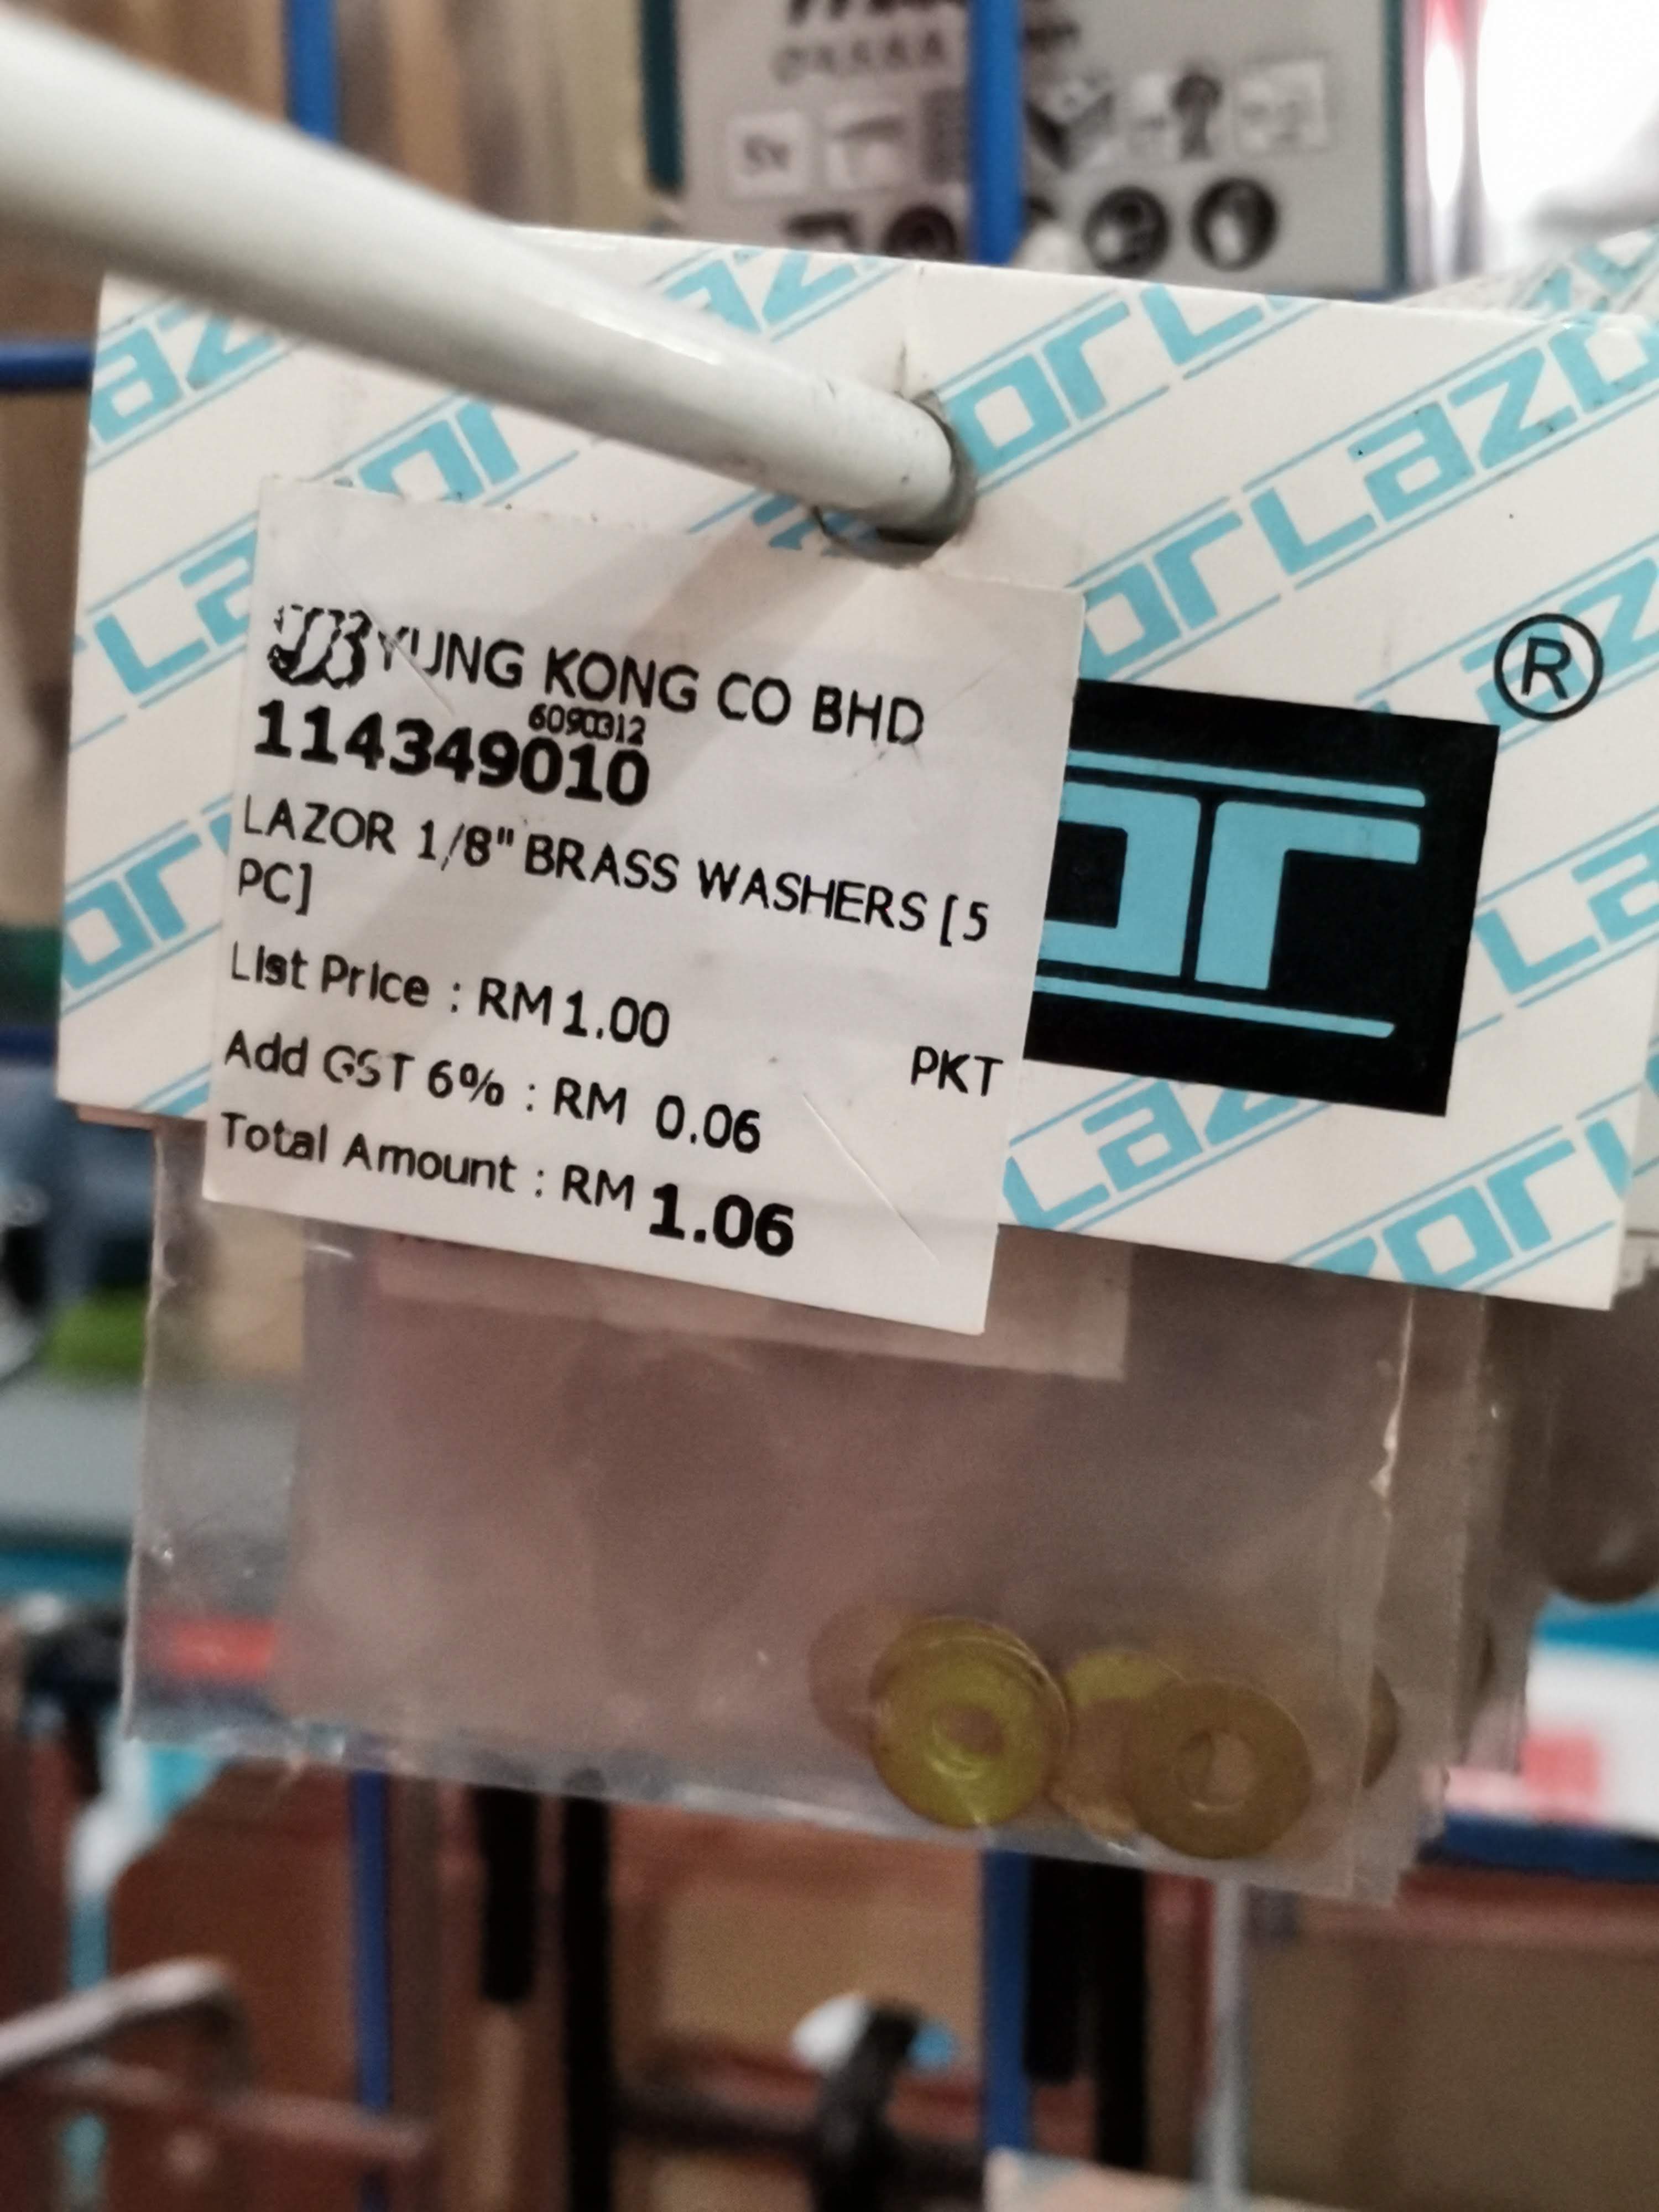 YUNG KONG CO BHD
6090312
114349010
LAZOR 1/8" BRASS WASHERS [5
PC]
List Price : RM 1.00
PKT
Add GST 6% : RM 0.06
Total Amount : RM 1.06
®
Lazor